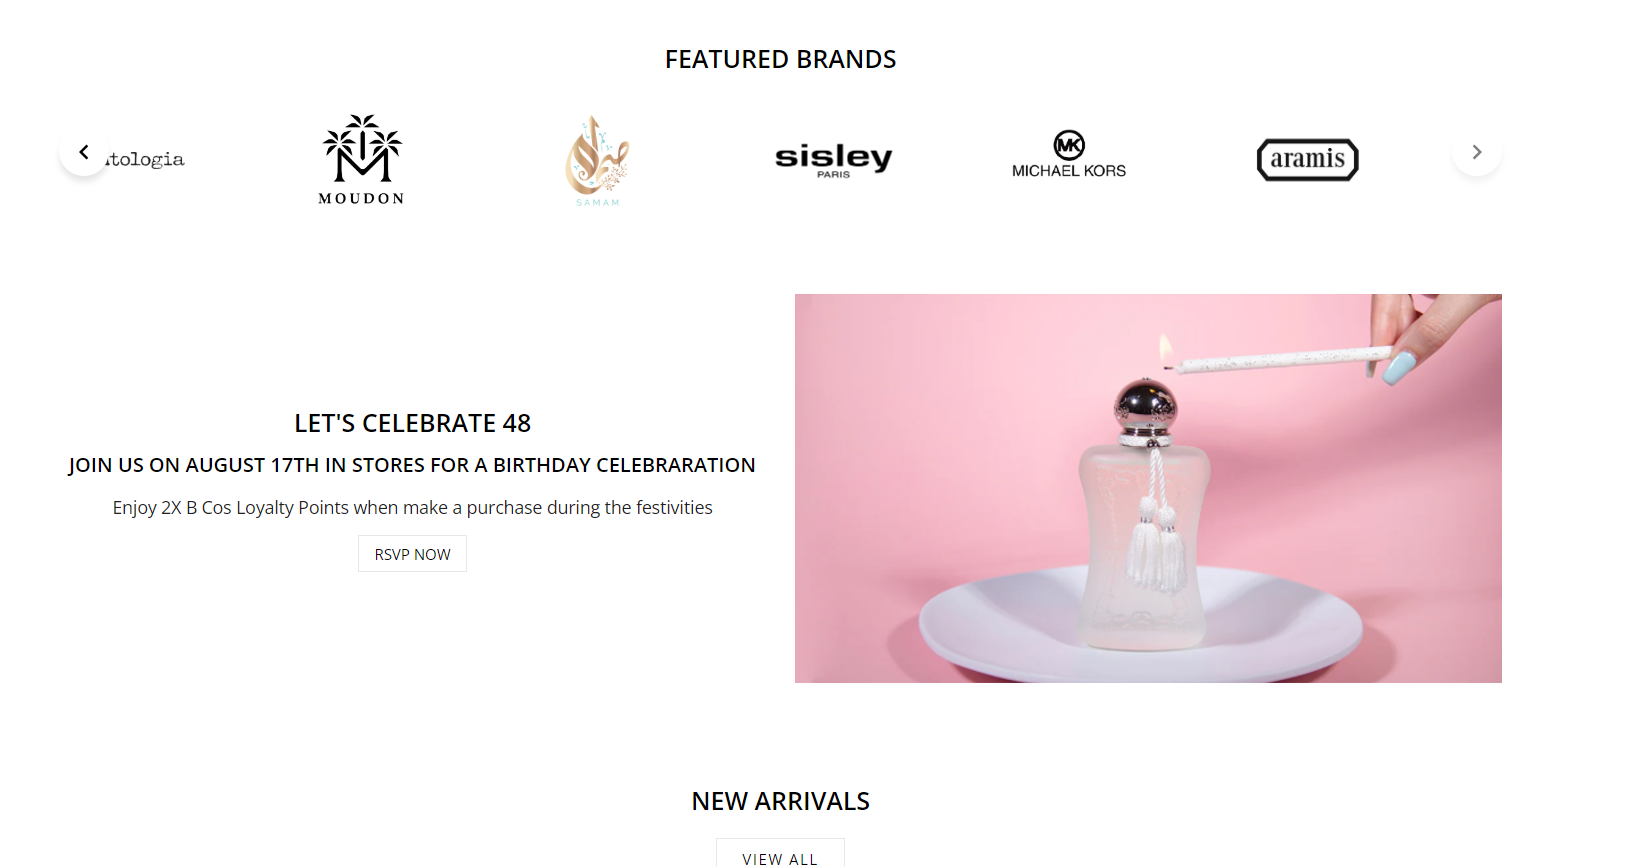 FEATURED BRANDS
MOUDON
SAMAM
sisley
PARIS
MK
MICHAEL KORS
aramis
LET'S CELEBRATE 48
JOIN US ON AUGUST 17TH IN STORES FOR A BIRTHDAY CELEBRARATION
Enjoy 2X B Cos Loyalty Points when make a purchase during the festivities
RSVP NOW
NEW ARRIVALS
VIEW ALL